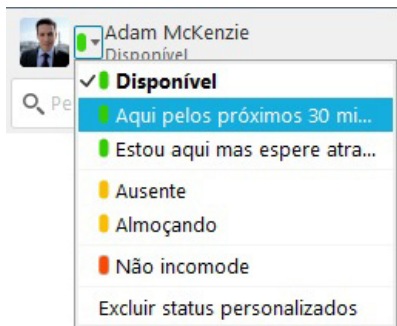 Adam McKenzie
Disponível
Pe
Disponível
Aqui pelos próximos 30 mi...
Estou aqui mas espere atra...
Ausente
Almoçando
Não incomode
Excluir status personalizados